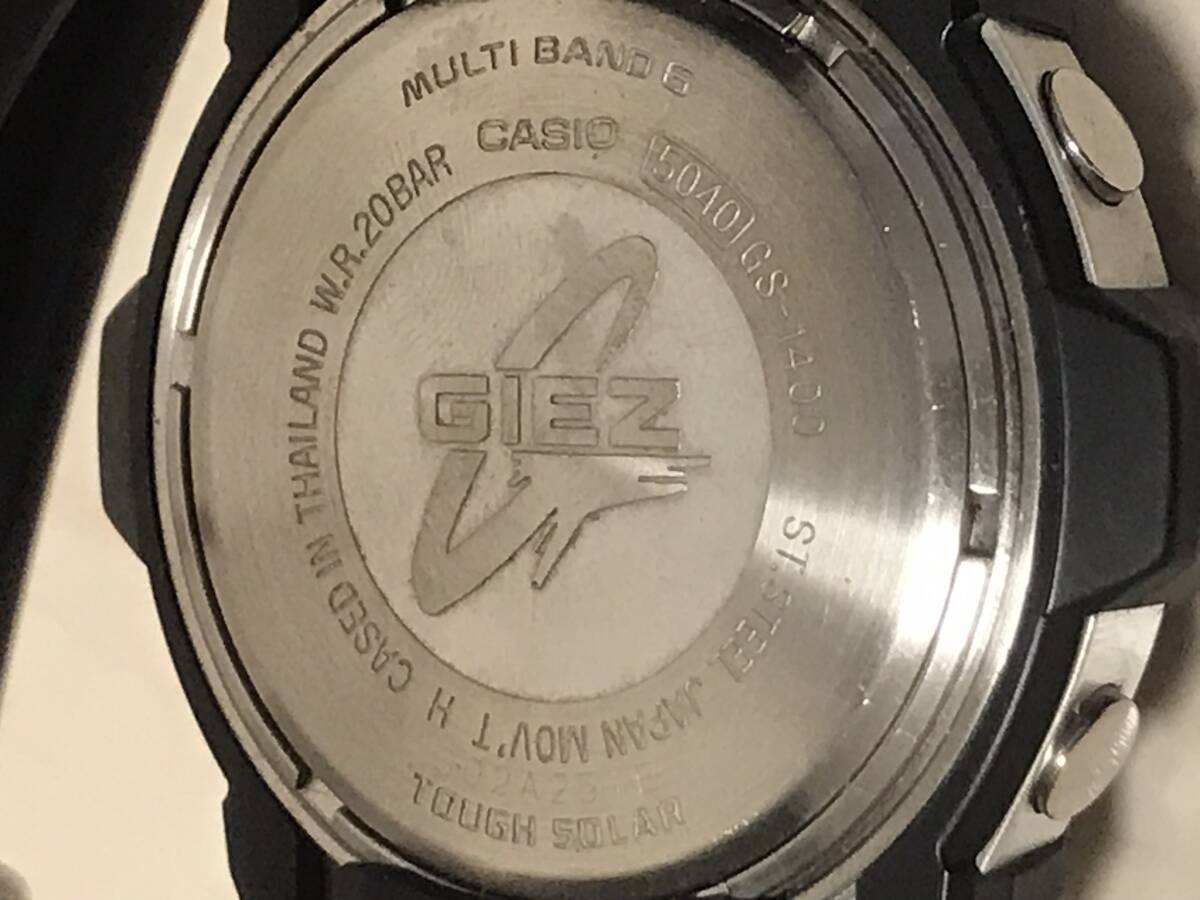 MULTI BAND 6
CASIO
5040 GS-1400
ST. STEEL JAPAN MOV'T H CASED IN THAILAND W.R.20BAR
GIEZ
TOUGH SOLAR